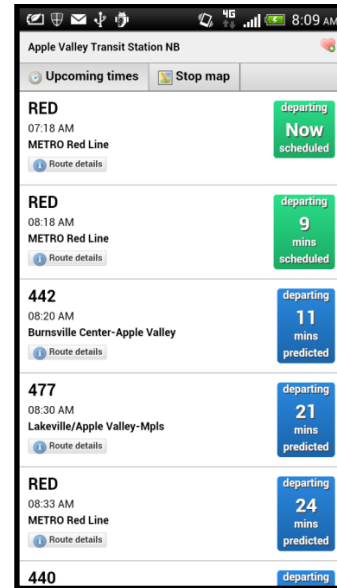 4G
8:09 AM
Apple Valley Transit Station NB
Upcoming times
Stop map
RED
07:18 AM
METRO Red Line
Route details
departing
Now
scheduled
RED
08:18 AM
METRO Red Line
Route details
departing
9
mins
scheduled
442
08:20 AM
Burnsville Center-Apple Valley
Route details
departing
11
mins
predicted
477
08:30 AM
Lakeville/Apple Valley-Mpls
Route details
departing
21
mins
predicted
RED
08:33 AM
METRO Red Line
Route details
departing
24
mins
predicted
440
departing